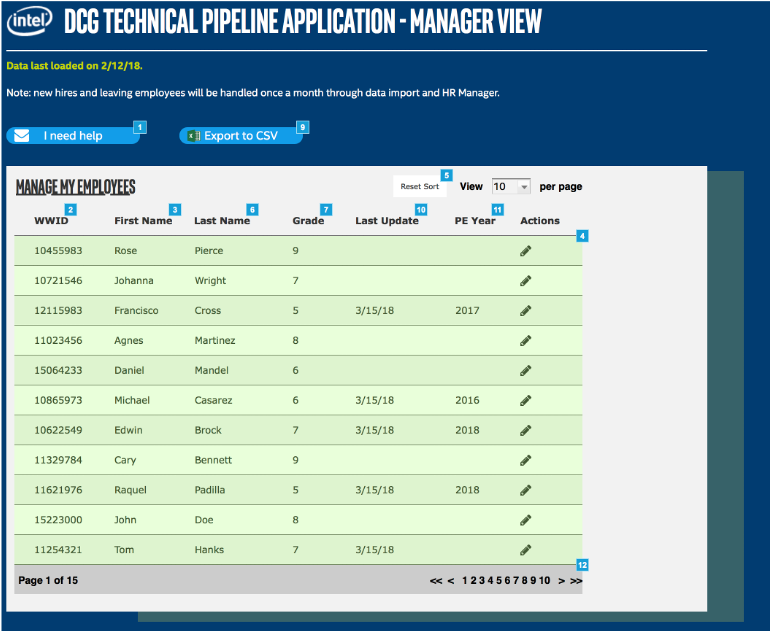 intel DCG TECHNICAL PIPELINE APPLICATION - MANAGER VIEW
Data last loaded on 2/12/18.
Note: new hires and leaving employees will be handled once a month through data import and HR Manager.
I need help 1 Export to CSV 9
MANAGE MY EMPLOYEES Reset Sort 5 View 10 per page
2 3 6 7 10 11
WWID First Name Last Name Grade Last Update PE Year Actions
4
10455983 Rose Pierce 9
10721546 Johanna Wright 7
12115983 Francisco Cross 5 3/15/18 2017
11023456 Agnes Martinez 8
15064233 Daniel Mandel 6
10865973 Michael Casarez 6 3/15/18 2016
10622549 Edwin Brock 7 3/15/18 2018
11329784 Cary Bennett 9
11621976 Raquel Padilla 5 3/15/18 2018
15223000 John Doe 8
11254321 Tom Hanks 7 3/15/18
12
Page 1 of 15 << < 1 2 3 4 5 6 7 8 9 10 > >>